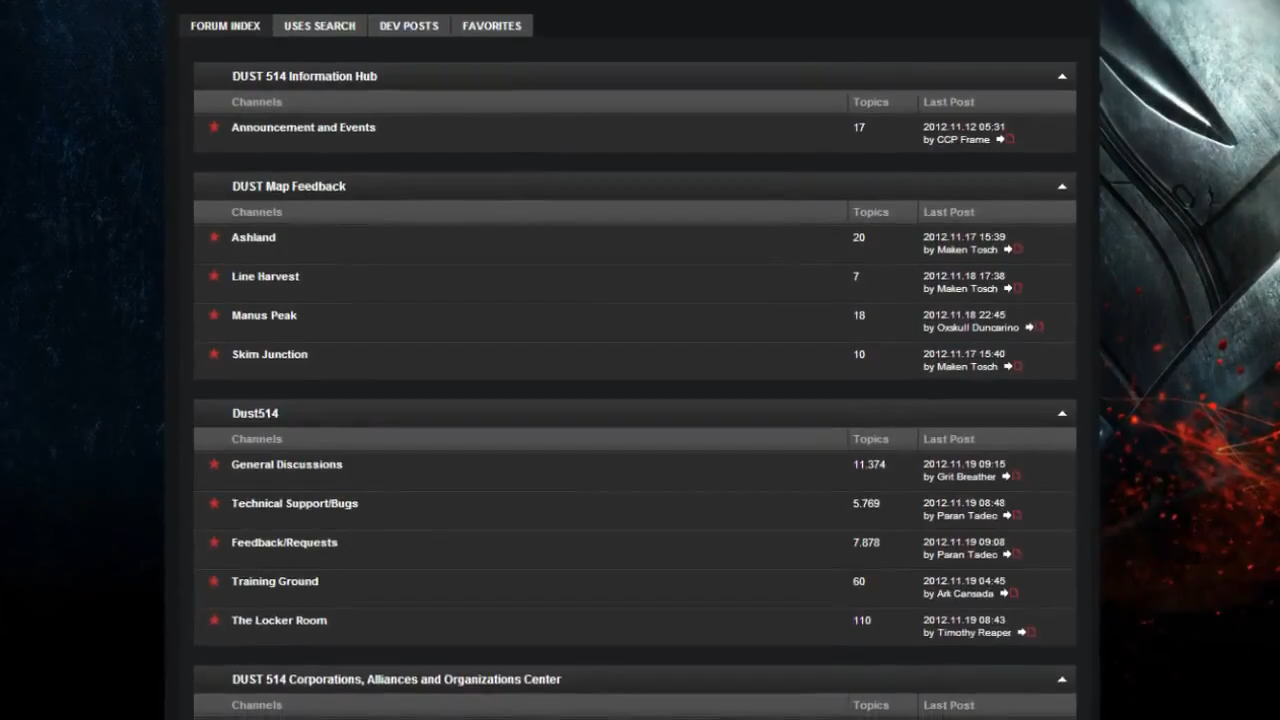 FORUM INDEX USES SEARCH DEV POSTS FAVORITES
DUST 514 Information Hub
Channels Topics Last Post
Announcement and Events 17 2012.11.12 05:31
by CCP Frame
DUST Map Feedback
Channels Topics Last Post
Ashland 20 2012.11.17 15:39
by Maken Tosch
Line Harvest 7 2012.11.18 17:38
by Maken Tosch
Manus Peak 18 2012.11.18 22:45
by Oxskull Duncarino
Skim Junction 10 2012.11.17 15:40
by Maken Tosch
Dust514
Channels Topics Last Post
General Discussions 11.374 2012.11.19 09:15
by Grit Breather
Technical Support/Bugs 5.769 2012.11.19 08:48
by Paran Tadec
Feedback/Requests 7.878 2012.11.19 09:08
by Paran Tadec
Training Ground 60 2012.11.19 04:45
by Ark Cansada
The Locker Room 110 2012.11.19 08:43
by Timothy Reaper
DUST 514 Corporations, Alliances and Organizations Center
Channels Topics Last Post